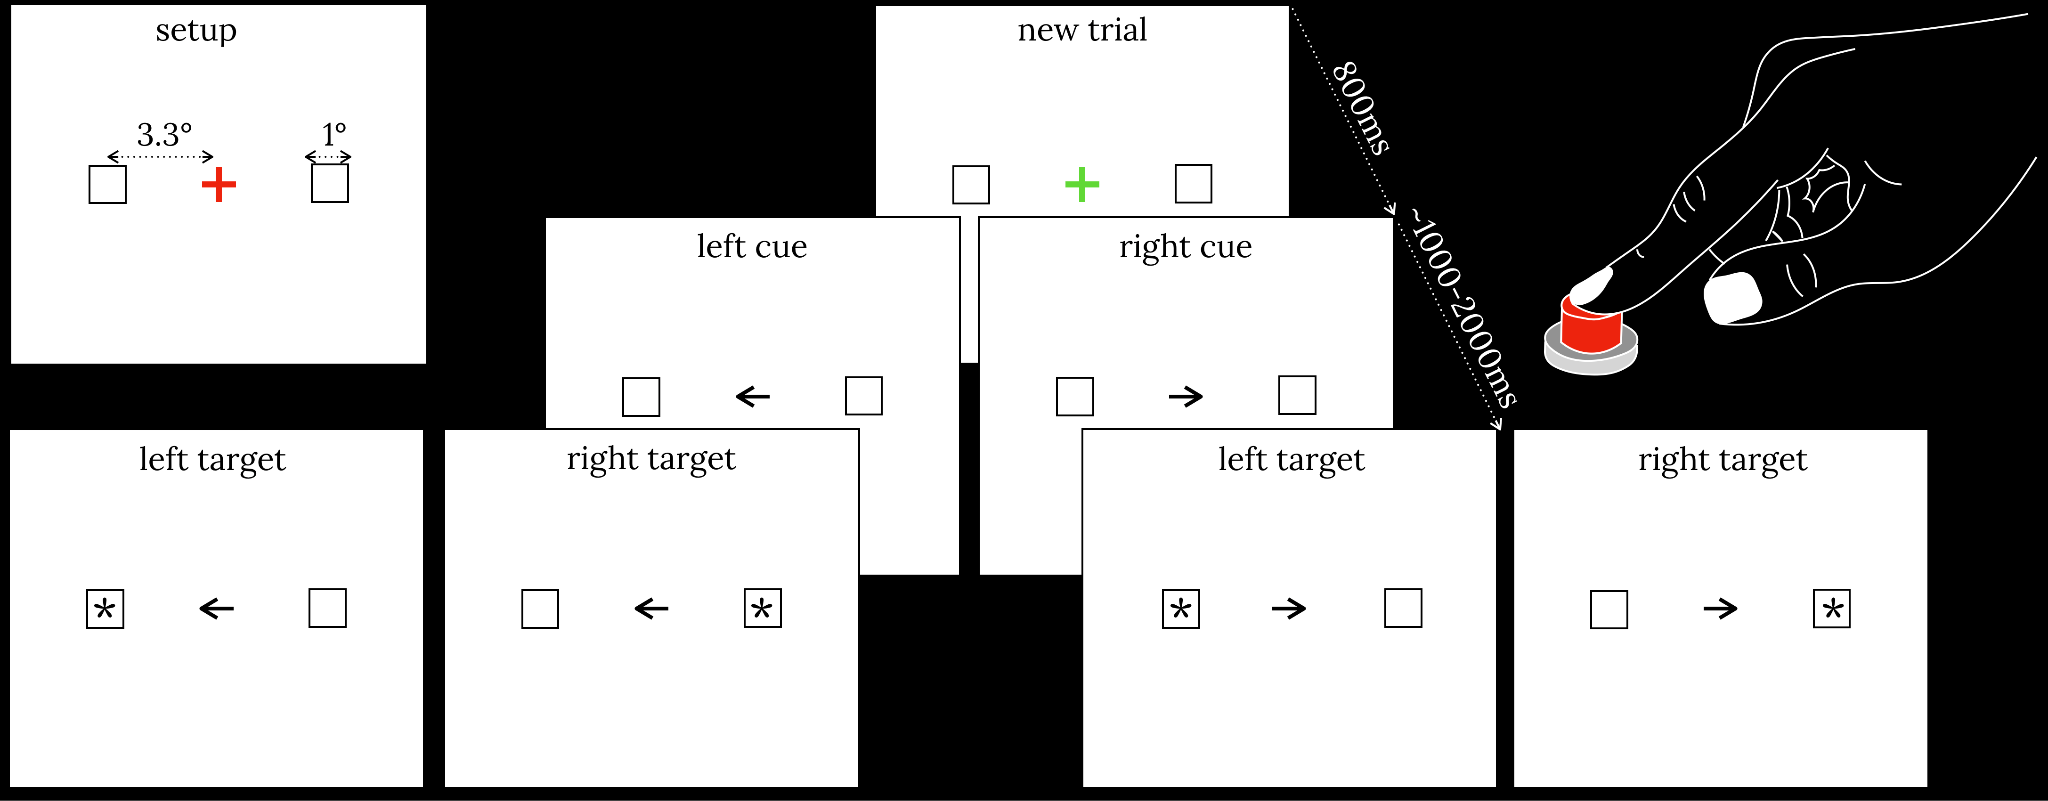 setup
3.3°
1°
new trial
800ms
left cue
right cue
~1000-2000ms
left target
*
right target
*
left target
*
right target
*